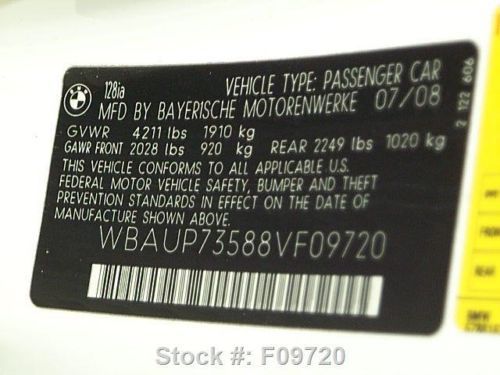 BMW
128ia
VEHICLE TYPE: PASSENGER CAR
MFD BY BAYERISCHE MOTORENWERKE 07/08
GVWR 4211 lbs 1910 kg
GAWR FRONT 2028 lbs 920 kg REAR 2249 lbs 1020 kg
THIS VEHICLE CONFORMS TO ALL APPLICABLE U.S.
FEDERAL MOTOR VEHICLE SAFETY, BUMPER AND THEFT
PREVENTION STANDARDS IN EFFECT ON THE DATE OF
MANUFACTURE SHOWN ABOVE.
WBAUP73588VF09720
2 122 606
FRONT
REAR
Stock #: F09720